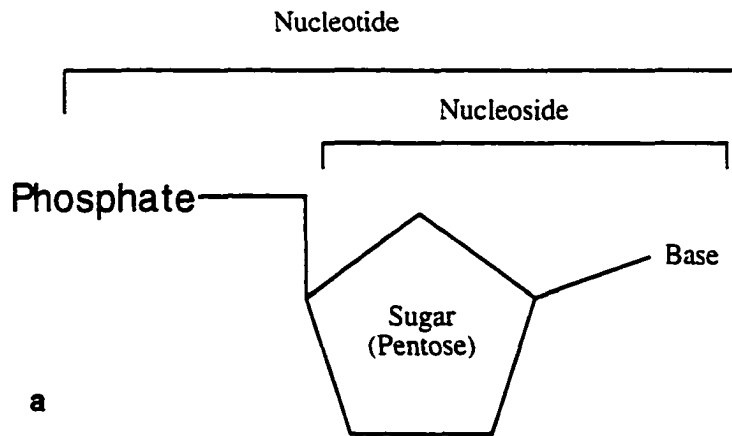 Nucleotide
Nucleoside
Phosphate
Base
Sugar
(Pentose)
a